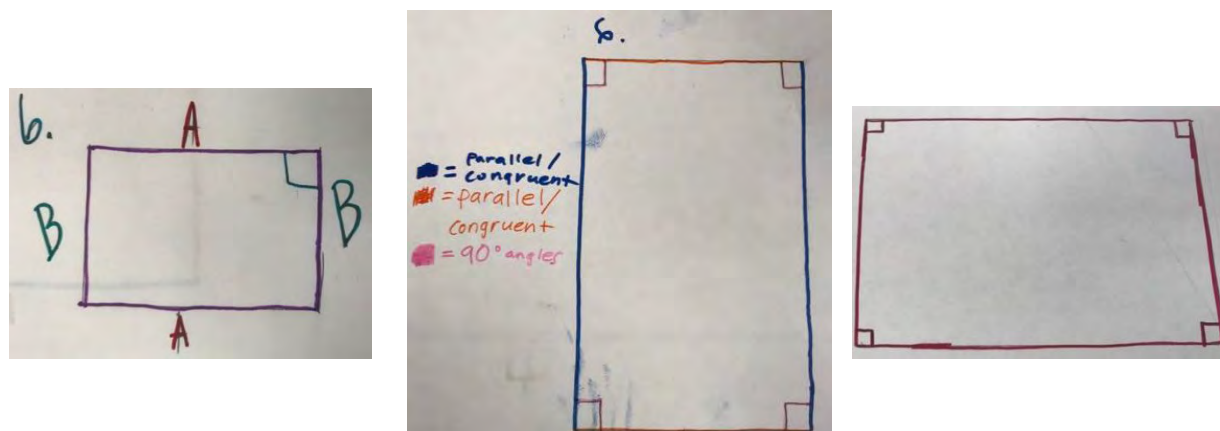 6.
A
B
B
A
6.
= parallel/
congruent
= parallel/
congruent
= 90° angles